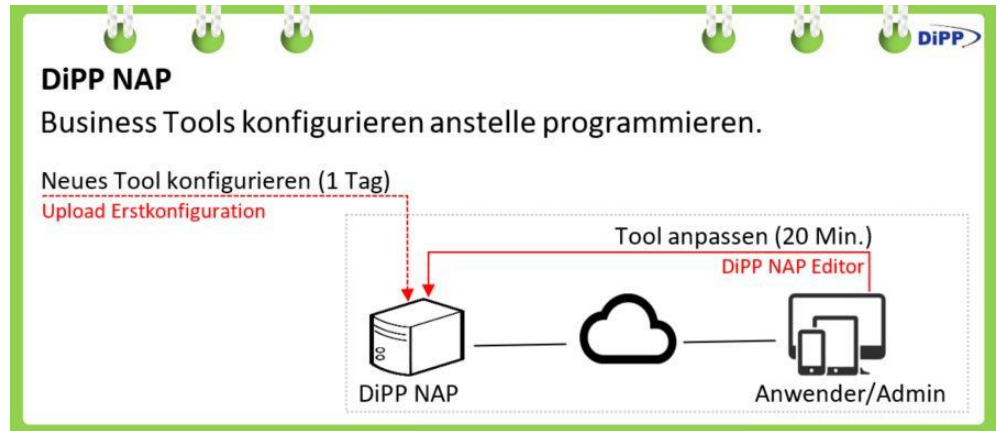 DiPP
DiPP NAP
Business Tools konfigurieren anstelle programmieren.
Neues Tool konfigurieren (1 Tag)
Upload Erstkonfiguration
Tool anpassen (20 Min.)
DiPP NAP Editor
DiPP NAP
Anwender/Admin